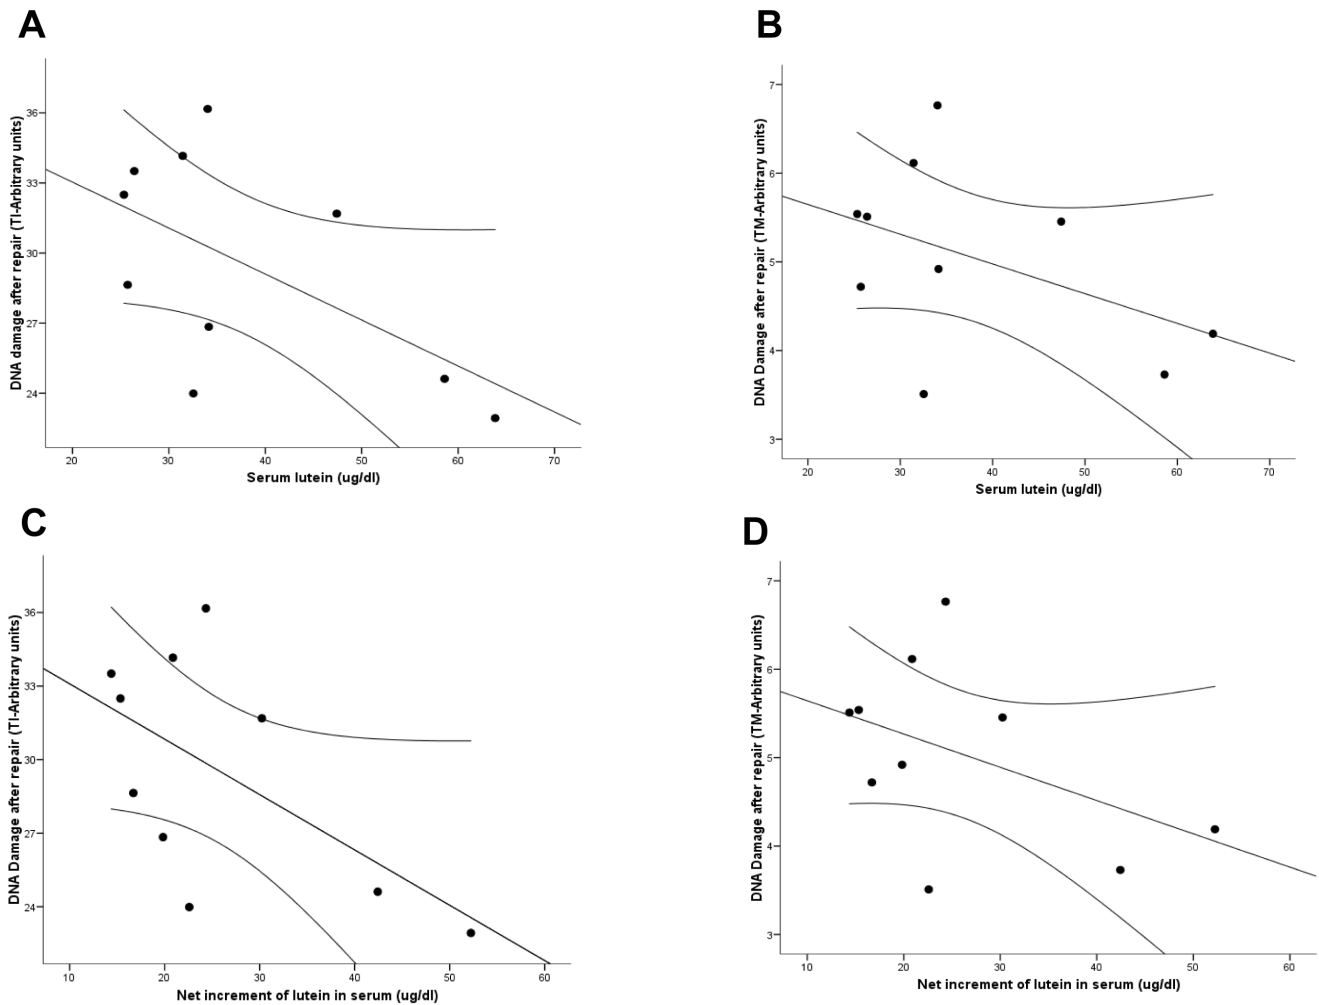 A
DNA damage after repair (TI-Arbitrary units)
36
33
30
27
24
20 30 40 50 60 70
Serum lutein (ug/dl)
B
DNA Damage after repair (TM-Arbitrary units)
7
6
5
4
3
20 30 40 50 60 70
Serum lutein (ug/dl)
C
DNA Damage after repair (TI-Arbitrary units)
36
33
30
27
24
10 20 30 40 50 60
Net increment of lutein in serum (ug/dl)
D
DNA Damage after repair (TM-Arbitrary units)
7
6
5
4
3
10 20 30 40 50 60
Net increment of lutein in serum (ug/dl)